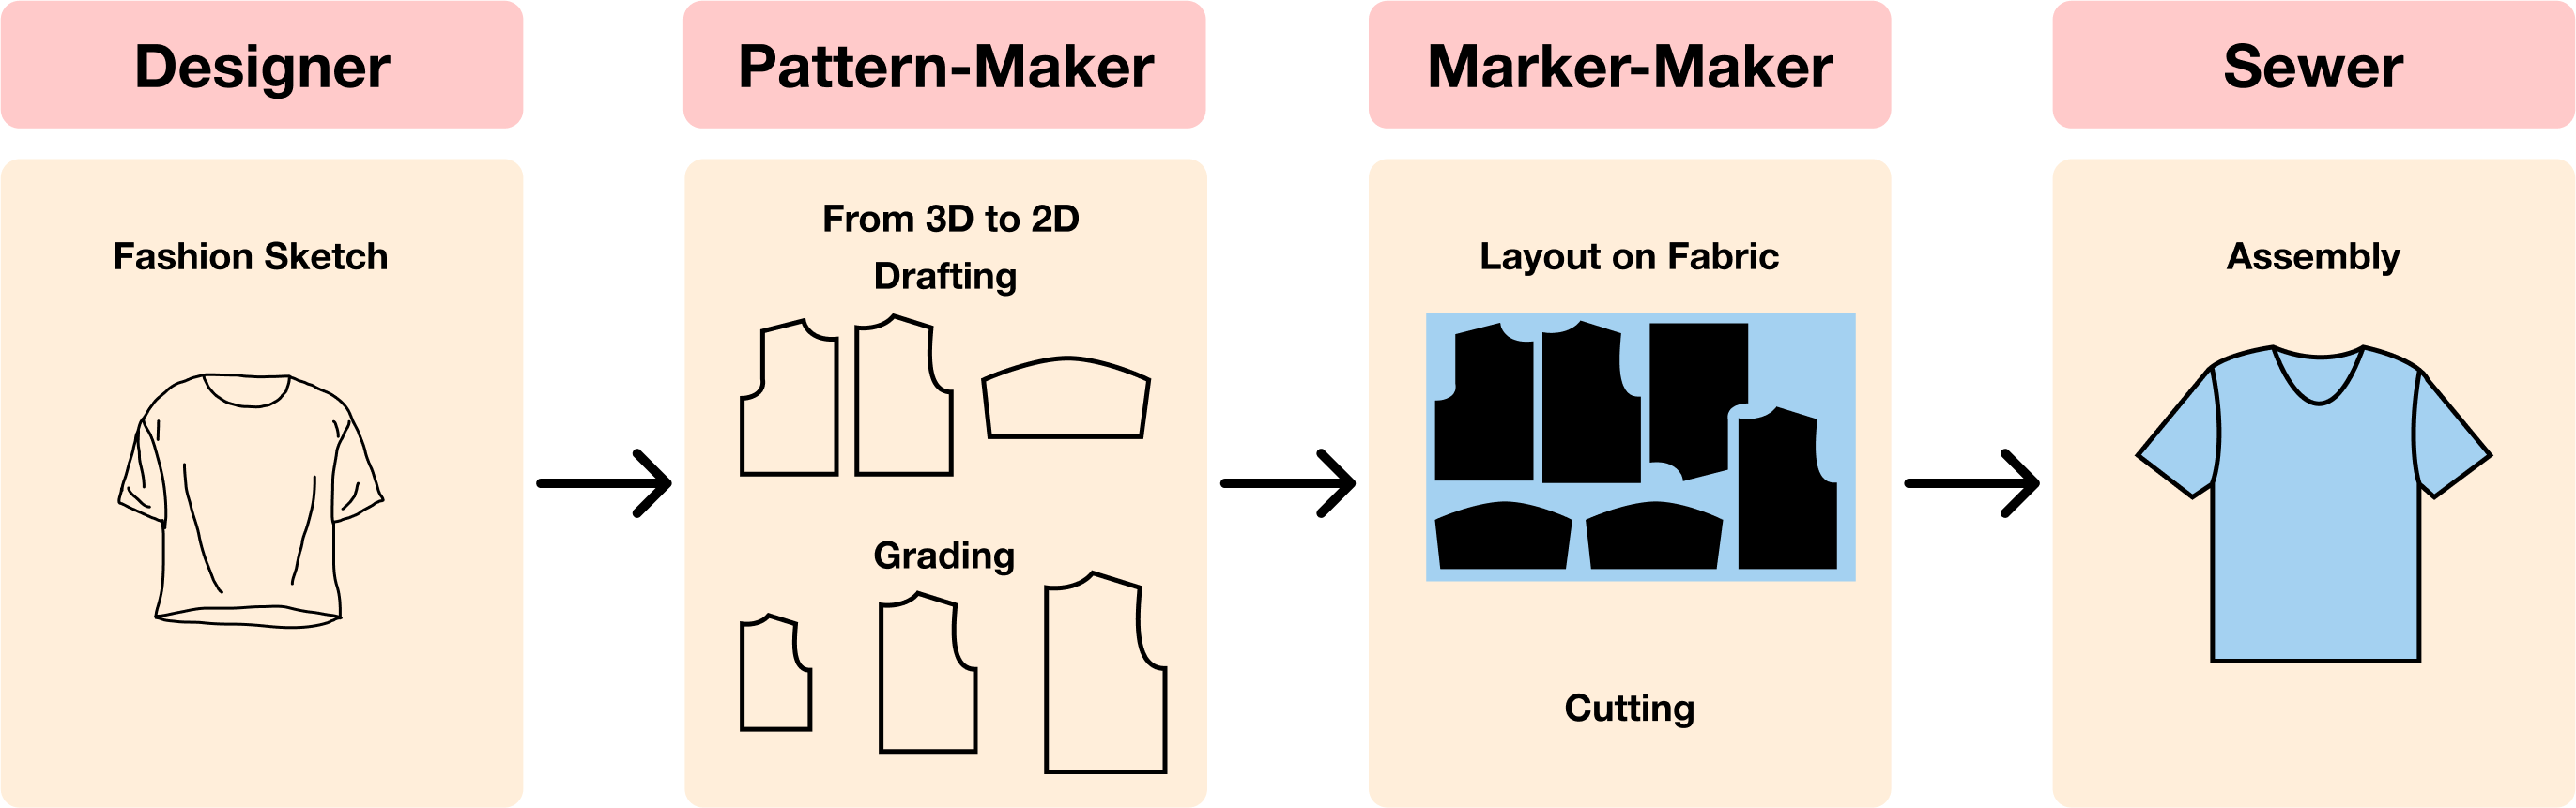 Designer
Fashion Sketch
Pattern-Maker
From 3D to 2D
Drafting
Grading
Marker-Maker
Layout on Fabric
Cutting
Sewer
Assembly